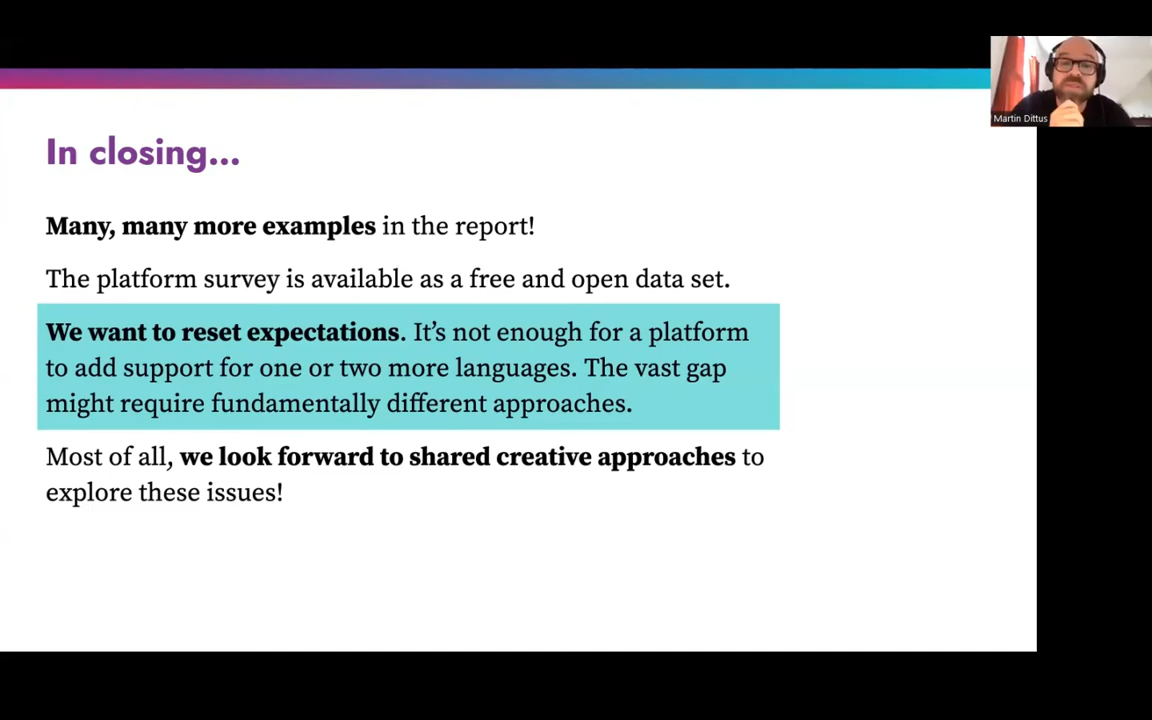 Martin Dittus
In closing...
Many, many more examples in the report!
The platform survey is available as a free and open data set.
We want to reset expectations. It’s not enough for a platform
to add support for one or two more languages. The vast gap
might require fundamentally different approaches.
Most of all, we look forward to shared creative approaches to
explore these issues!